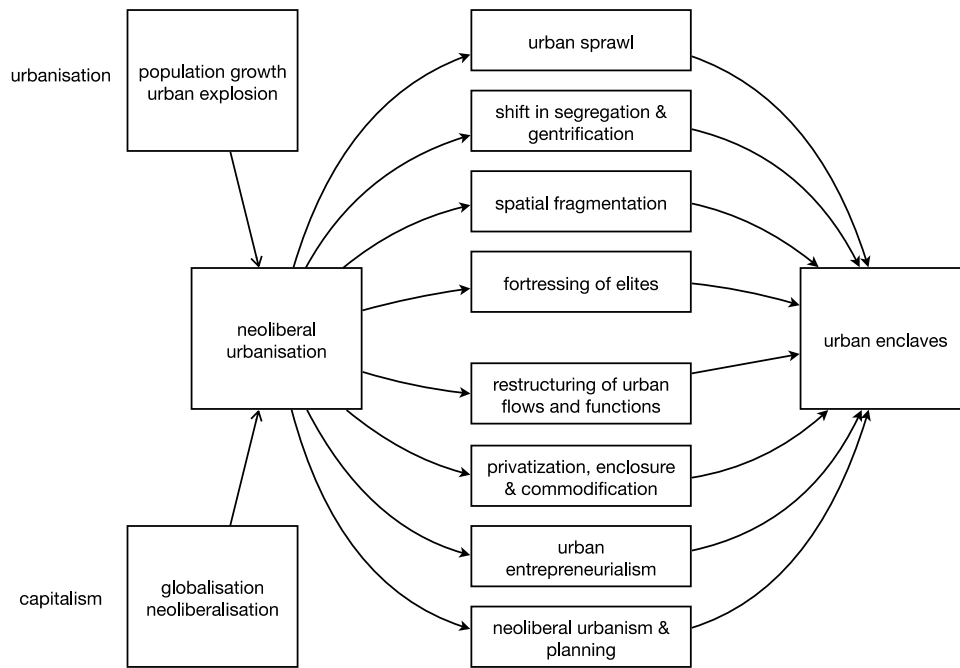 urbanisation
population growth
urban explosion
neoliberal
urbanisation
capitalism
globalisation
neoliberalisation
urban sprawl
shift in segregation &
gentrification
spatial fragmentation
fortressing of elites
restructuring of urban
flows and functions
privatization, enclosure
& commodification
urban
entrepreneurialism
neoliberal urbanism &
planning
urban enclaves